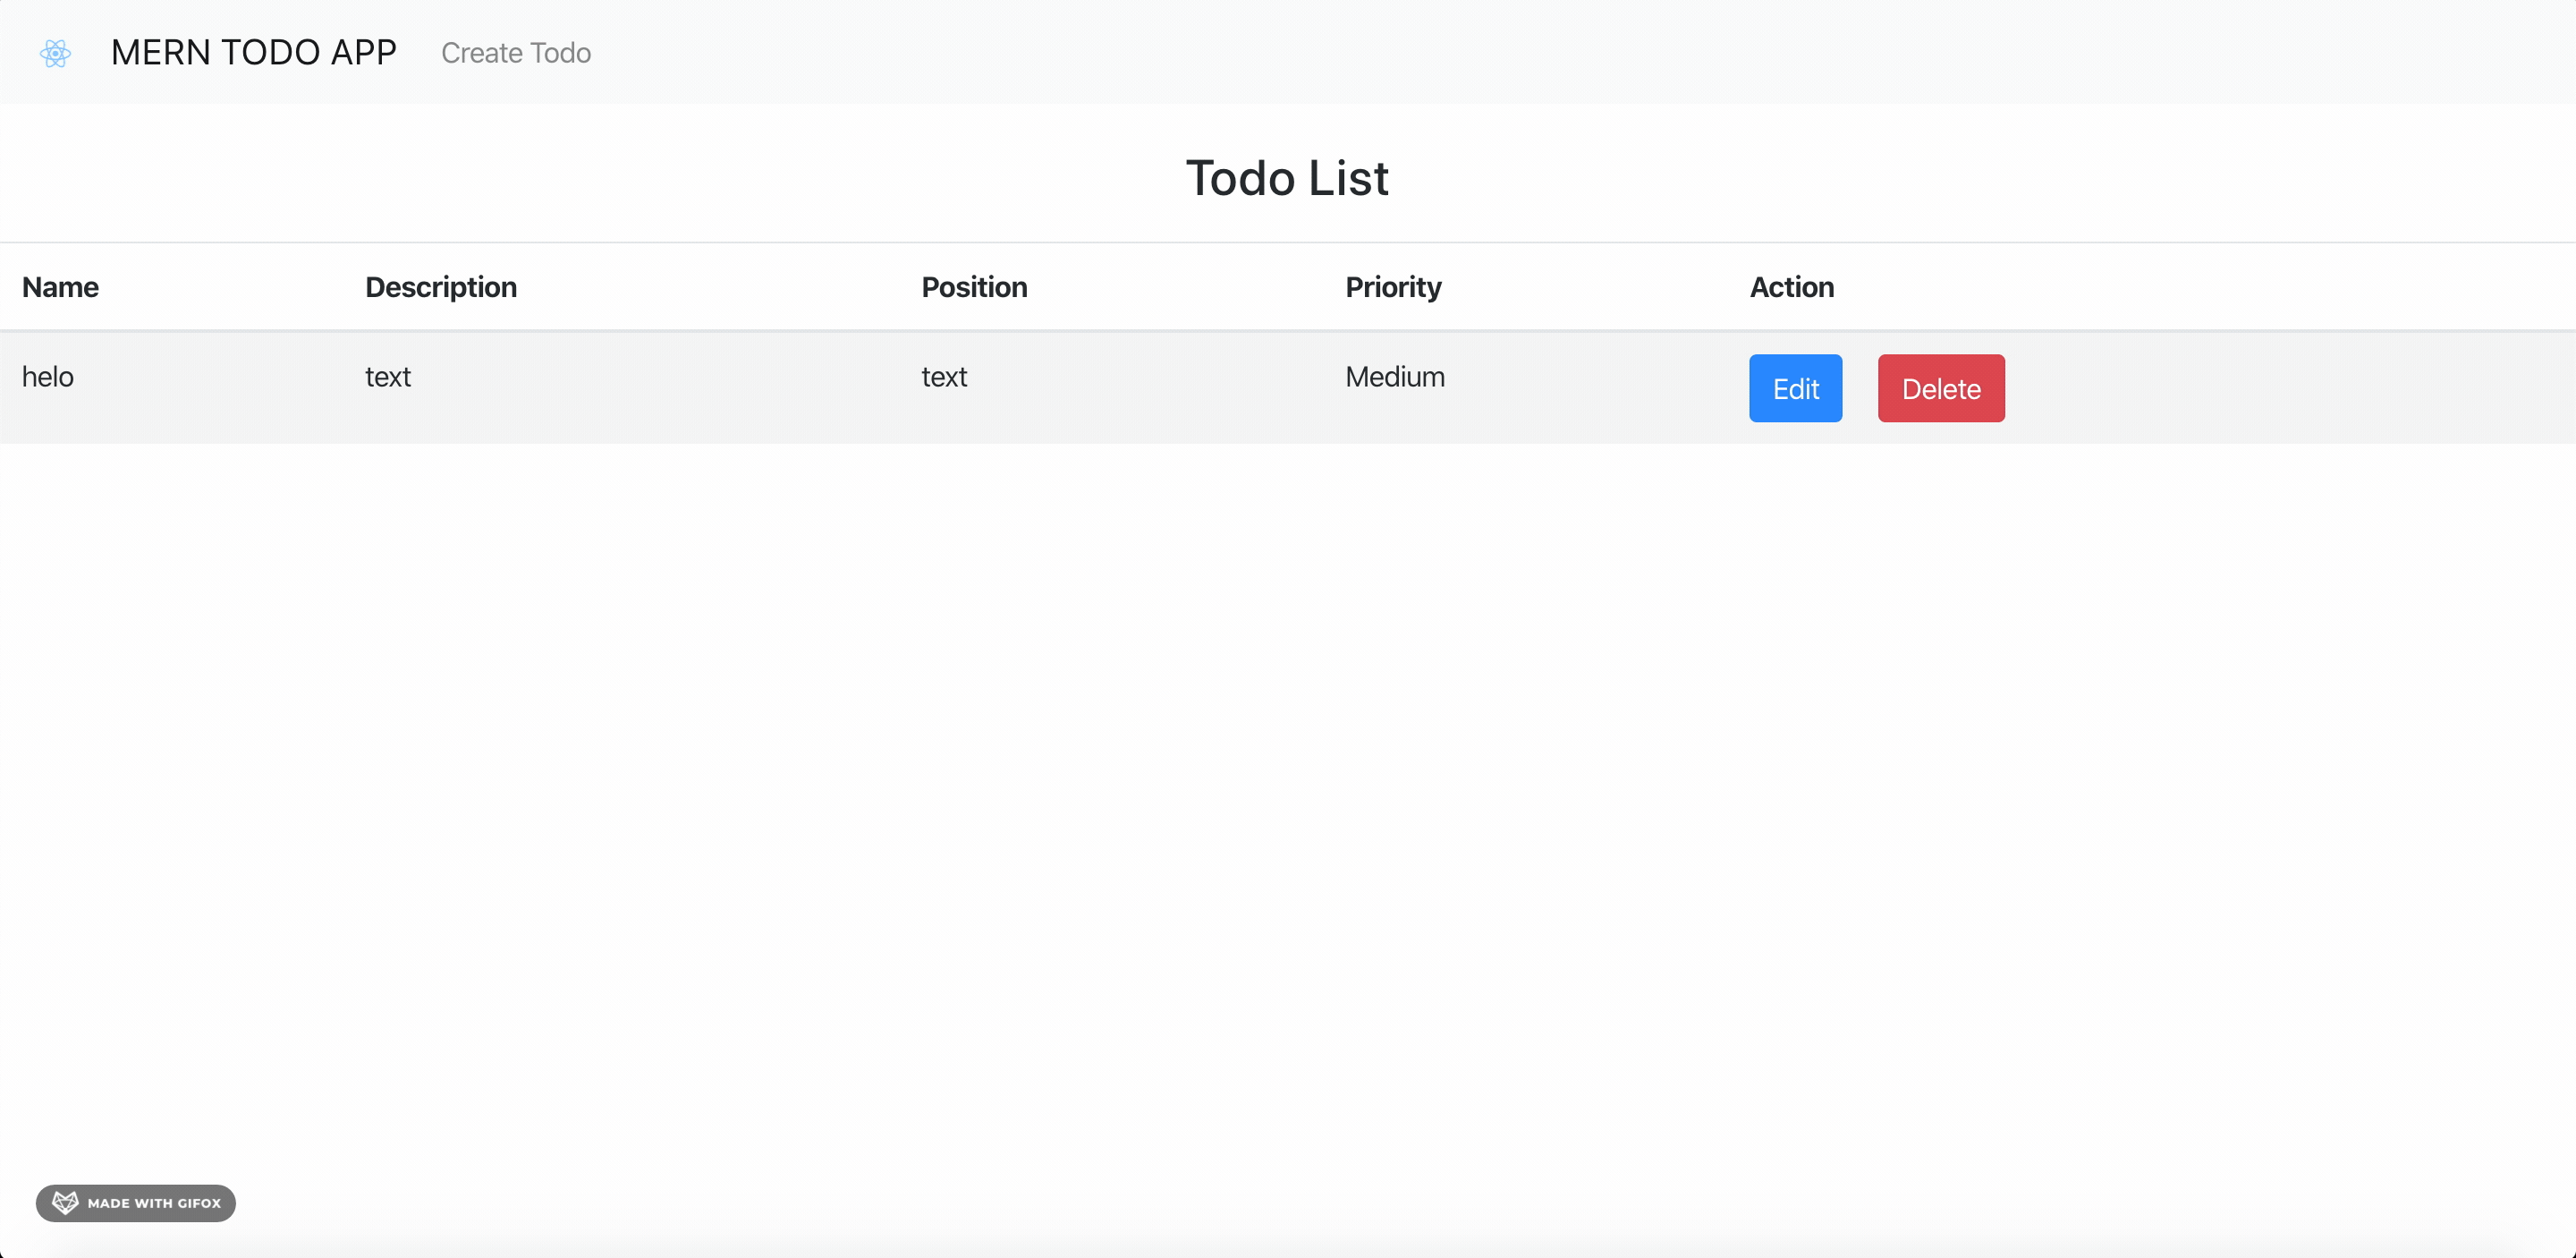 MERN TODO APP Create Todo
Todo List
Name Description Position Priority Action
helo text text Medium Edit Delete
MADE WITH GIFOX